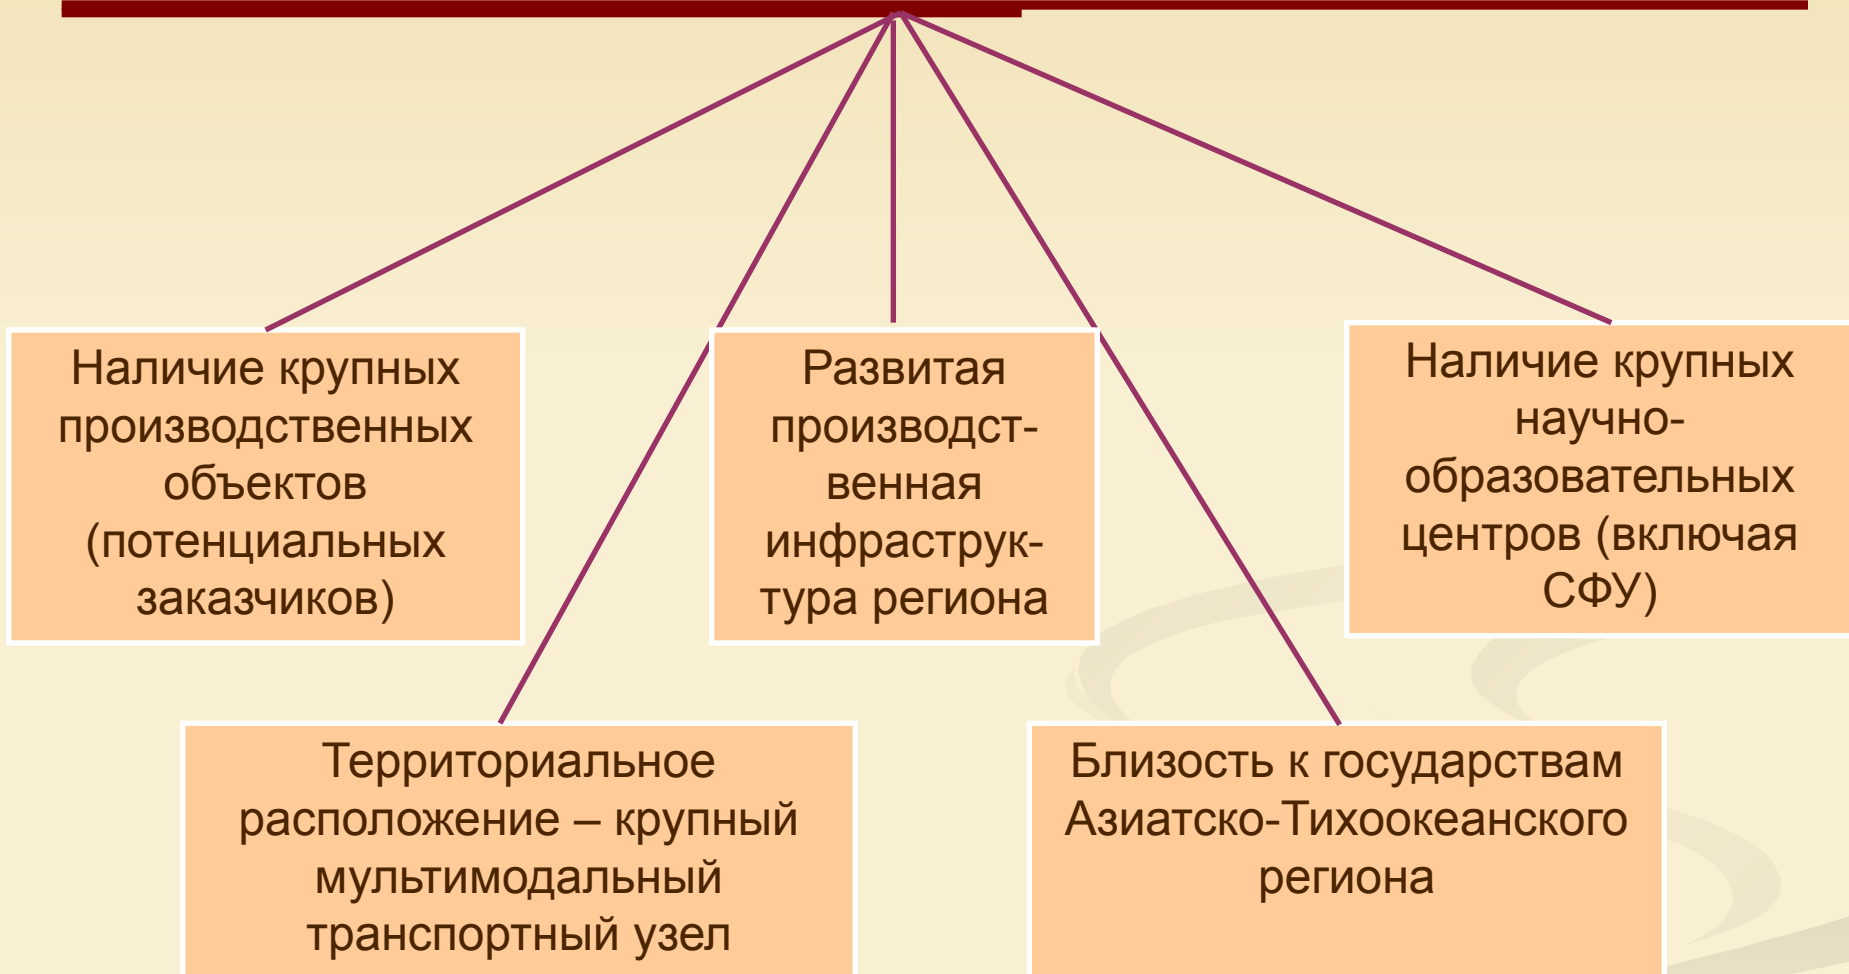 Наличие крупных
производственных
объектов
(потенциальных
заказчиков)
Развитая
производст-
венная
инфраструк-
тура региона
Наличие крупных
научно-
образовательных
центров (включая
СФУ)
Территориальное
расположение – крупный
мультимодальный
транспортный узел
Близость к государствам
Азиатско-Тихоокеанского
региона